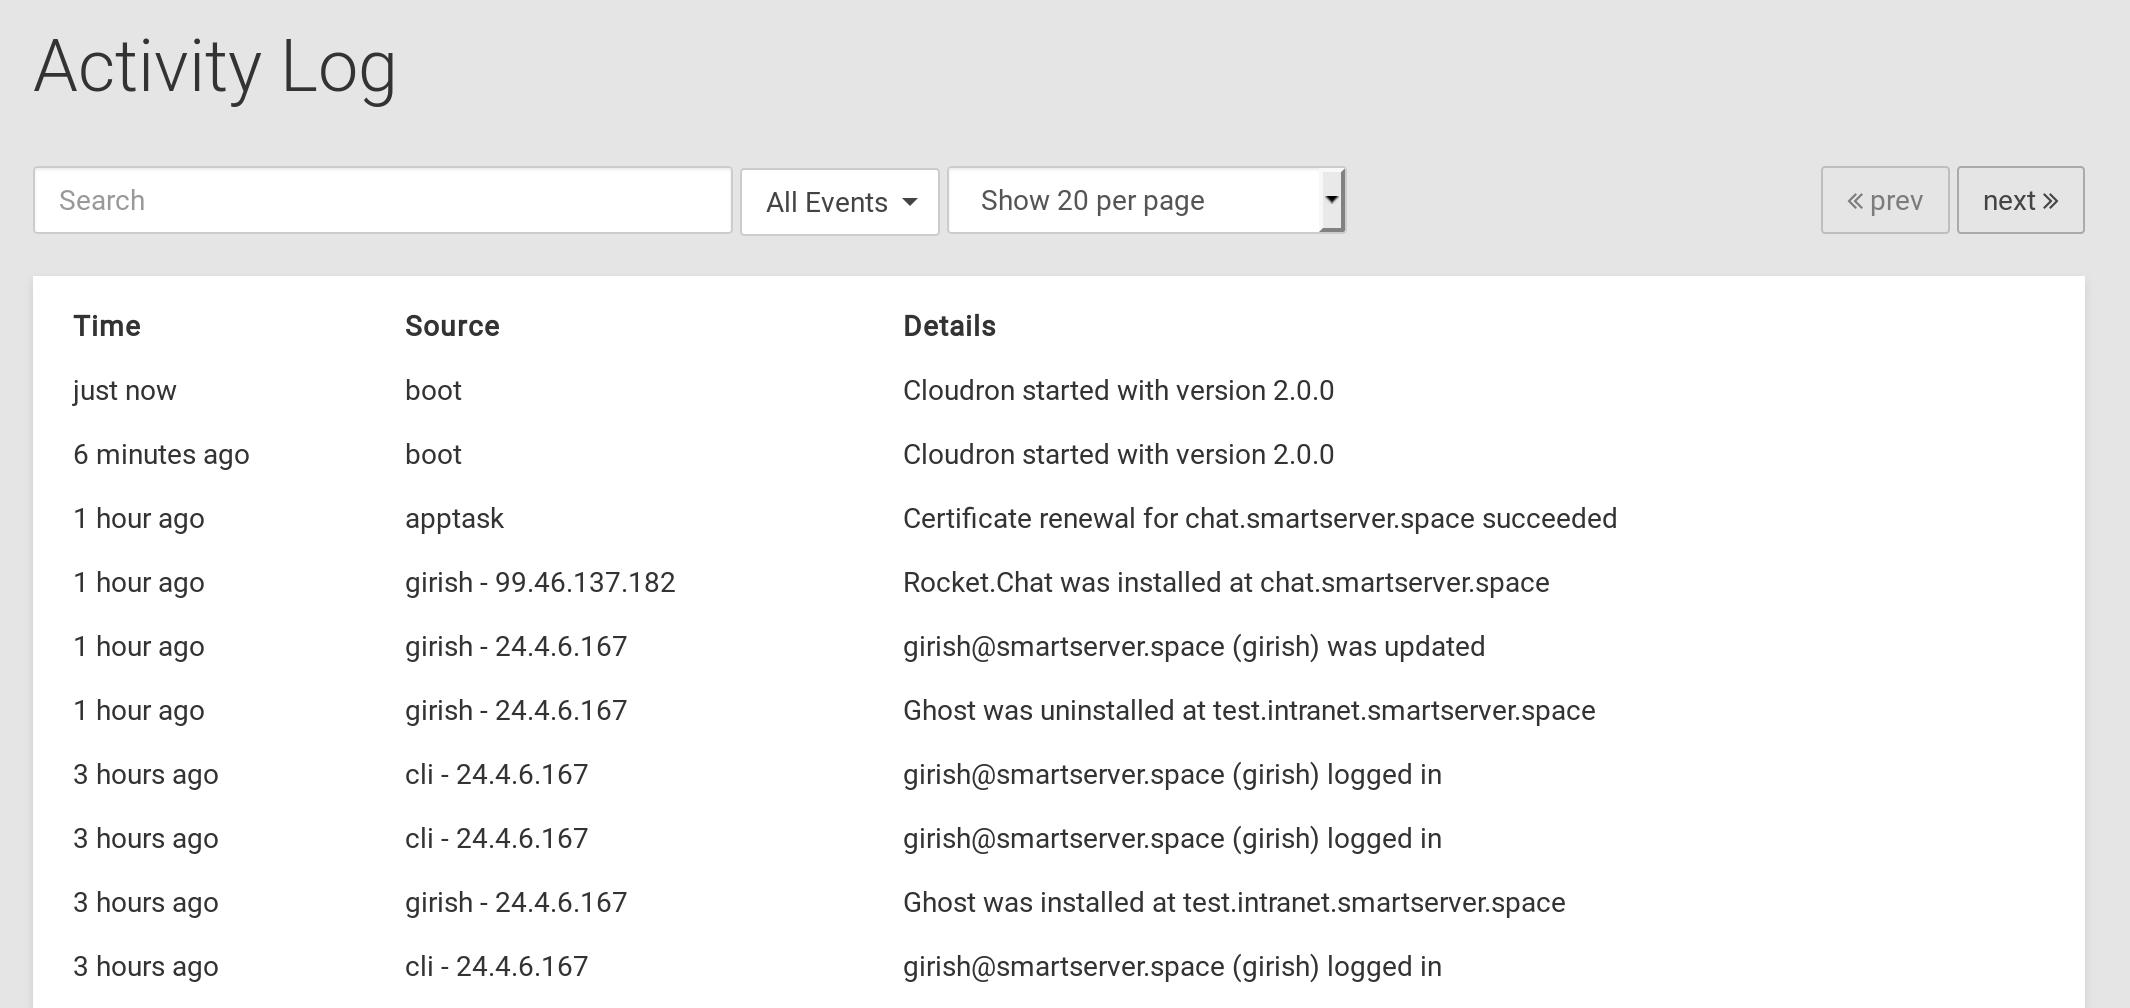 Activity Log
Search All Events Show 20 per page « prev next »
Time Source Details
just now boot Cloudron started with version 2.0.0
6 minutes ago boot Cloudron started with version 2.0.0
1 hour ago apptask Certificate renewal for chat.smartserver.space succeeded
1 hour ago girish - 99.46.137.182 Rocket.Chat was installed at chat.smartserver.space
1 hour ago girish - 24.4.6.167 girish@smartserver.space (girish) was updated
1 hour ago girish - 24.4.6.167 Ghost was uninstalled at test.intranet.smartserver.space
3 hours ago cli - 24.4.6.167 girish@smartserver.space (girish) logged in
3 hours ago cli - 24.4.6.167 girish@smartserver.space (girish) logged in
3 hours ago girish - 24.4.6.167 Ghost was installed at test.intranet.smartserver.space
3 hours ago cli - 24.4.6.167 girish@smartserver.space (girish) logged in